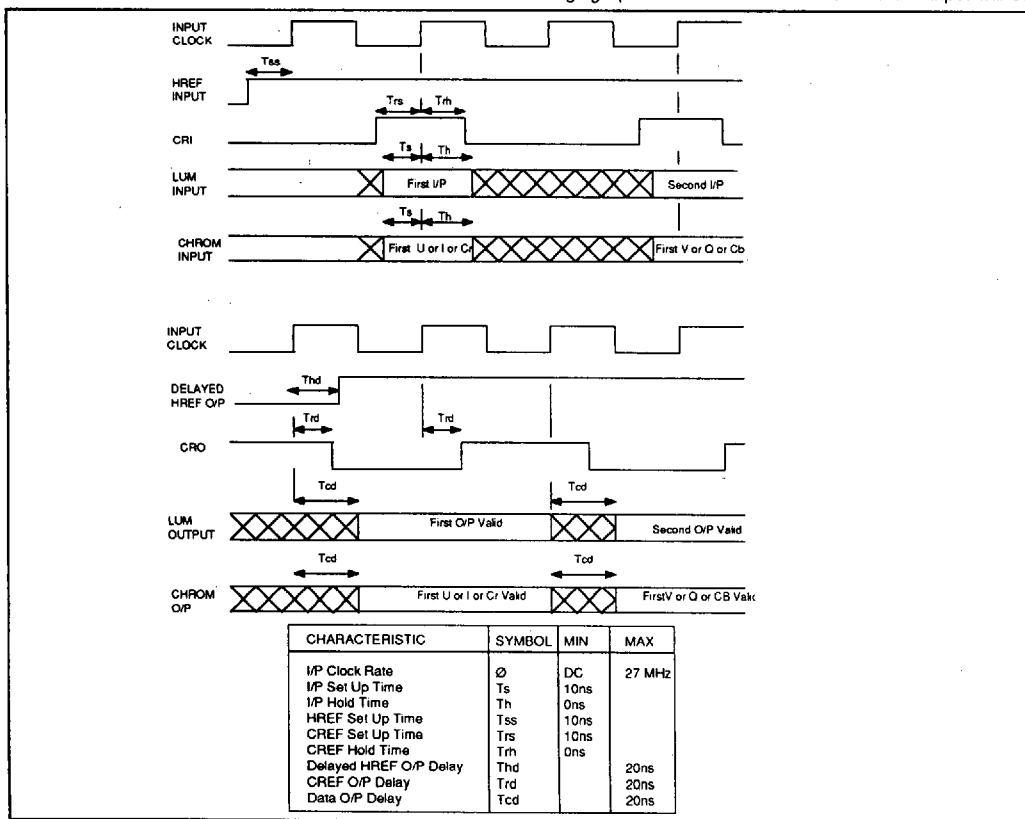 INPUT
CLOCK
Tss
HREF
INPUT
Trs Trh
CRI
Ts Th
LUM
INPUT
First I/P
Second I/P
Ts Th
CHROM
INPUT
First U or I or Cr
First V or Q or Cb
INPUT
CLOCK
Thd
DELAYED
HREF O/P
Trd Trd
CRO
Tcd Tcd
LUM
OUTPUT
First O/P Valid
Second O/P Valid
Tcd Tcd
CHROM
O/P
First U or I or Cr Valid
FirstV or Q or CB Valid
CHARACTERISTIC SYMBOL MIN MAX
I/P Clock Rate Ø DC 27 MHz
I/P Set Up Time Ts 10ns
I/P Hold Time Th 0ns
HREF Set Up Time Tss 10ns
CREF Set Up Time Trs 10ns
CREF Hold Time Trh 0ns
Delayed HREF O/P Delay Thd 20ns
CREF O/P Delay Trd 20ns
Data O/P Delay Tcd 20ns